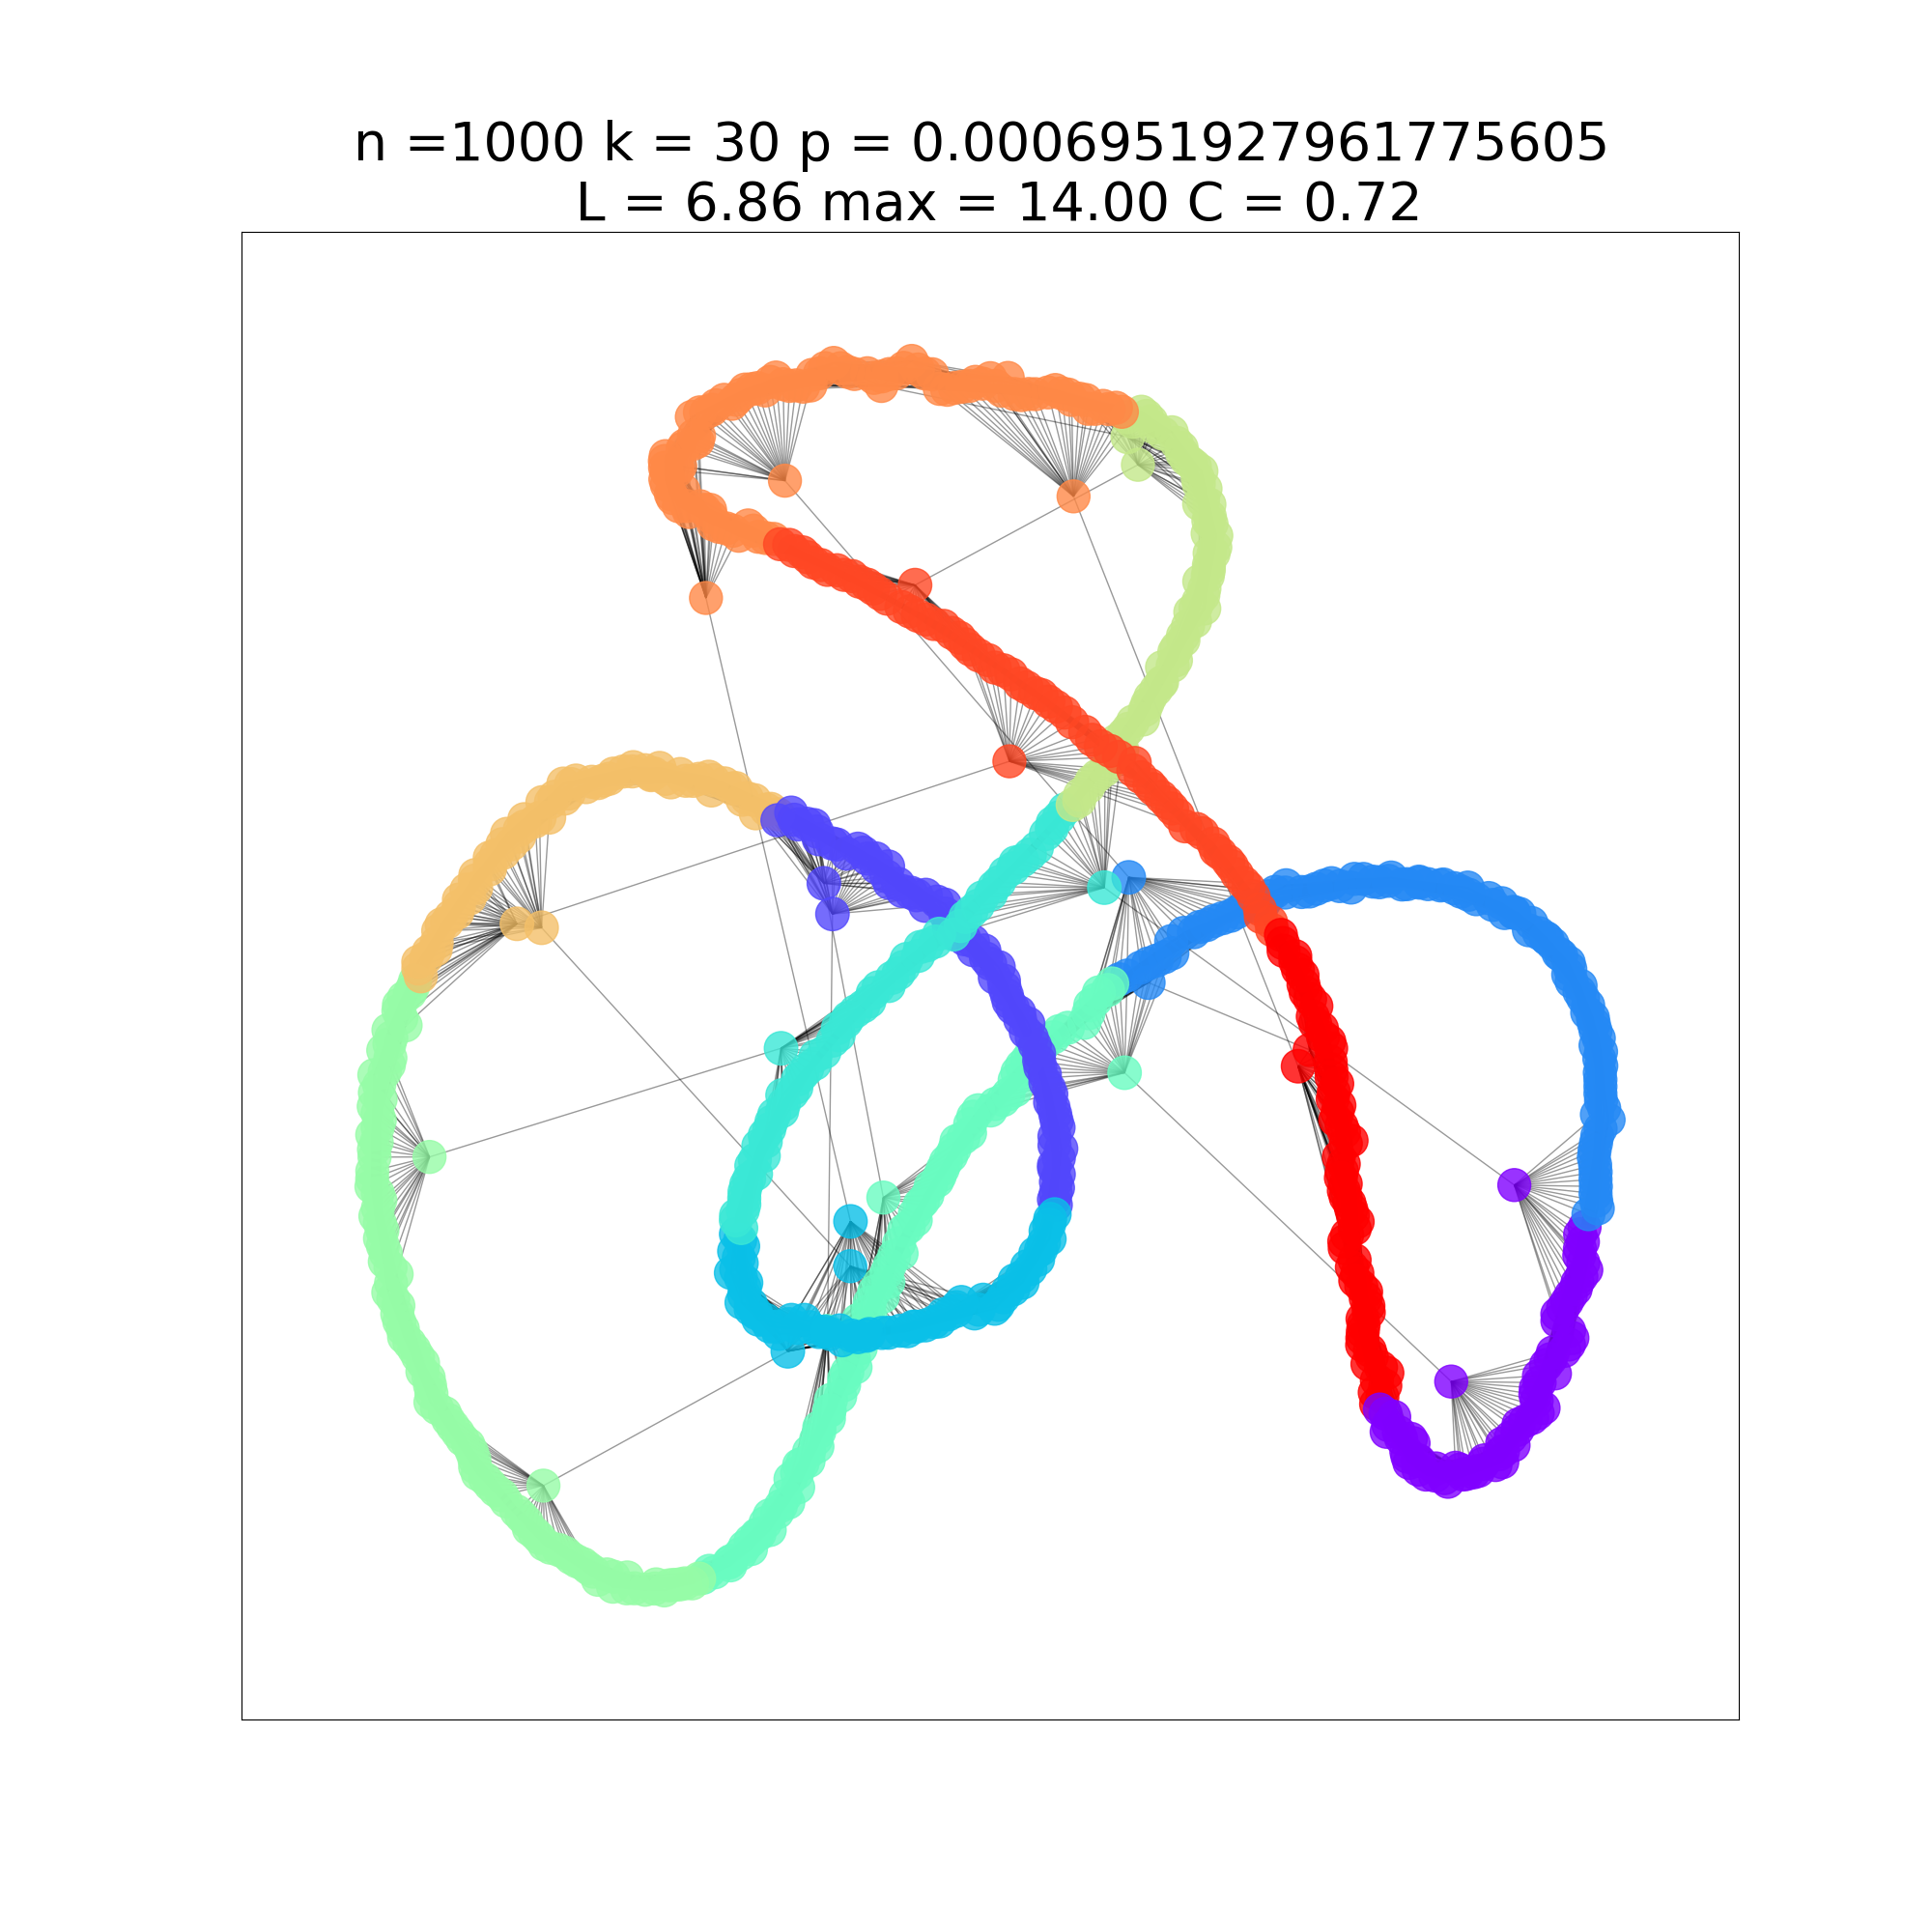 n =1000 k = 30 p = 0.0006951927961775605
L = 6.86 max = 14.00 C = 0.72